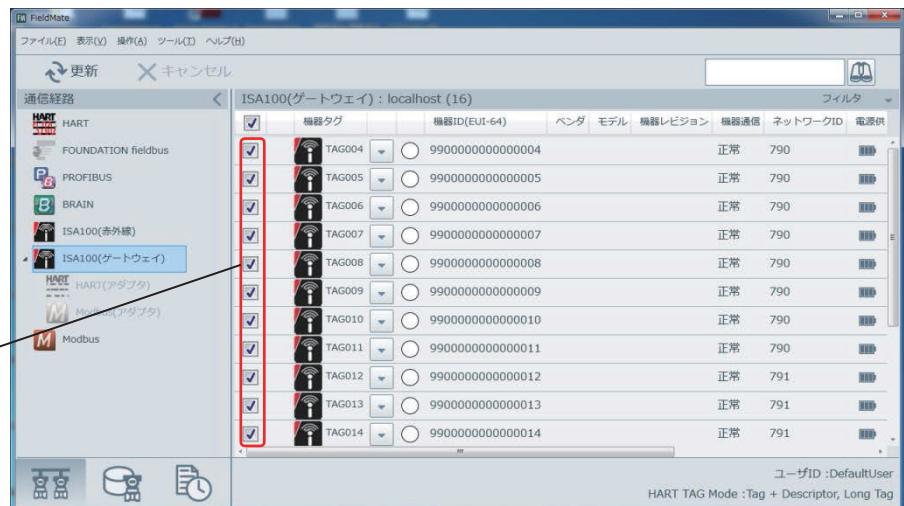 FieldMate
ファイル(F) 表示(V) 操作(A) ツール(T) ヘルプ(H)
更新 キャンセル
通信経路
HART HART
FOUNDATION fieldbus
PROFIBUS
BRAIN
ISA100(赤外線)
ISA100(ゲートウェイ)
HART HART(アダプタ)
Modbus(アダプタ)
Modbus
ISA100(ゲートウェイ) : localhost (16) フィルタ
機器タグ 機器ID(EUI-64) ベンダ モデル 機器レビジョン 機器通信 ネットワークID 電源供
TAG004 9900000000000004 正常 790
TAG005 9900000000000005 正常 790
TAG006 9900000000000006 正常 790
TAG007 9900000000000007 正常 790
TAG008 9900000000000008 正常 790
TAG009 9900000000000009 正常 790
TAG010 9900000000000010 正常 790
TAG011 9900000000000011 正常 790
TAG012 9900000000000012 正常 791
TAG013 9900000000000013 正常 791
TAG014 9900000000000014 正常 791
ユーザID :DefaultUser
HART TAG Mode :Tag + Descriptor, Long Tag